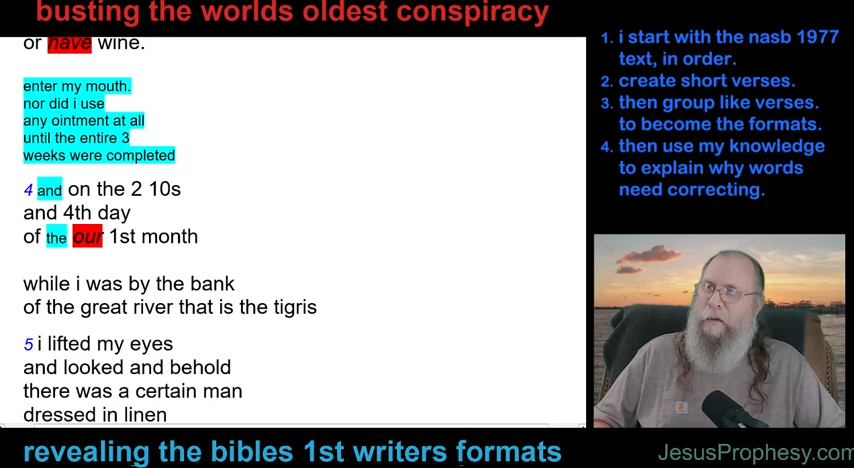 busting the worlds oldest conspiracy
or have wine.
enter my mouth.
nor did i use
any ointment at all
until the entire 3
weeks were completed
4 and on the 2 10s
and 4th day
of the our 1st month
while i was by the bank
of the great river that is the tigris
5 i lifted my eyes
and looked and behold
there was a certain man
dressed in linen
1. i start with the nasb 1977
text, in order.
2. create short verses.
3. then group like verses.
to become the formats.
4. then use my knowledge
to explain why words
need correcting.
revealing the bibles 1st writers formats
JesusProphesy.com